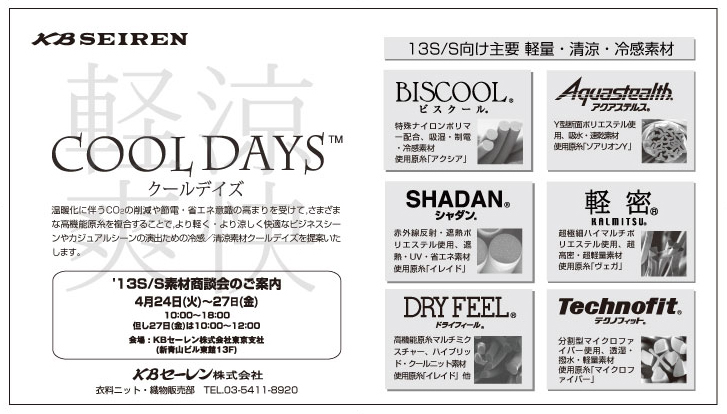 KBSEIREN
軽涼
爽快
COOL DAYS™
クールデイズ
温暖化に伴うCO₂の削減や節電・省エネ意識の高まりを受けて、さまざま
な高機能原糸を複合することで、より軽く・より涼しく快適なビジネスシー
ンやカジュアルシーンの演出ための冷感／清涼素材クールデイズを提案いた
します。
'13S/S素材商談会のご案内
4月24日(火)〜27日(金)
10:00〜18:00
但し27日(金)は10:00〜12:00
会場：KBセーレン株式会社東京支社
(新青山ビル東館13F)
KBセーレン株式会社
衣料ニット・織物販売部 TEL.03-5411-8920
13S/S向け主要 軽量・清涼・冷感素材
BISCOOL®
ビスクール®
特殊ナイロンポリマ
ー配合、吸湿・制電
・冷感素材
使用原糸「アクシア」
Aquastealth®
アクアステルス®
Y型断面ポリエステル使
用、吸水・速乾素材
使用原糸「ソアリオンY」
SHADAN®
シャダン®
赤外線反射・遮熱ポ
リエステル使用、遮
熱・UV・省エネ素材
使用原糸「イレイド」
軽密®
KALMITSU®
超極細ハイマルチポ
リエステル使用、超
高密・超軽量素材
使用原糸「ヴェガ」
DRY FEEL®
ドライフィール®
高機能原糸マルチミク
スチャー、ハイブリッ
ド・クールニット素材
使用原糸「イレイド」他
Technofit®
テクノフィット®
分割型マイクロファ
イバー使用、透湿・
撥水・軽量素材
使用原糸「マイクロフ
ァイバー」